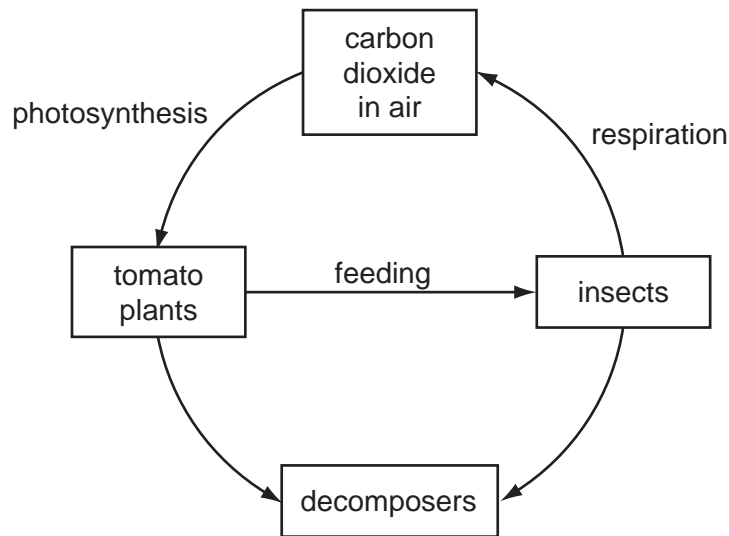 carbon
dioxide
in air
photosynthesis
respiration
tomato
plants
feeding
insects
decomposers